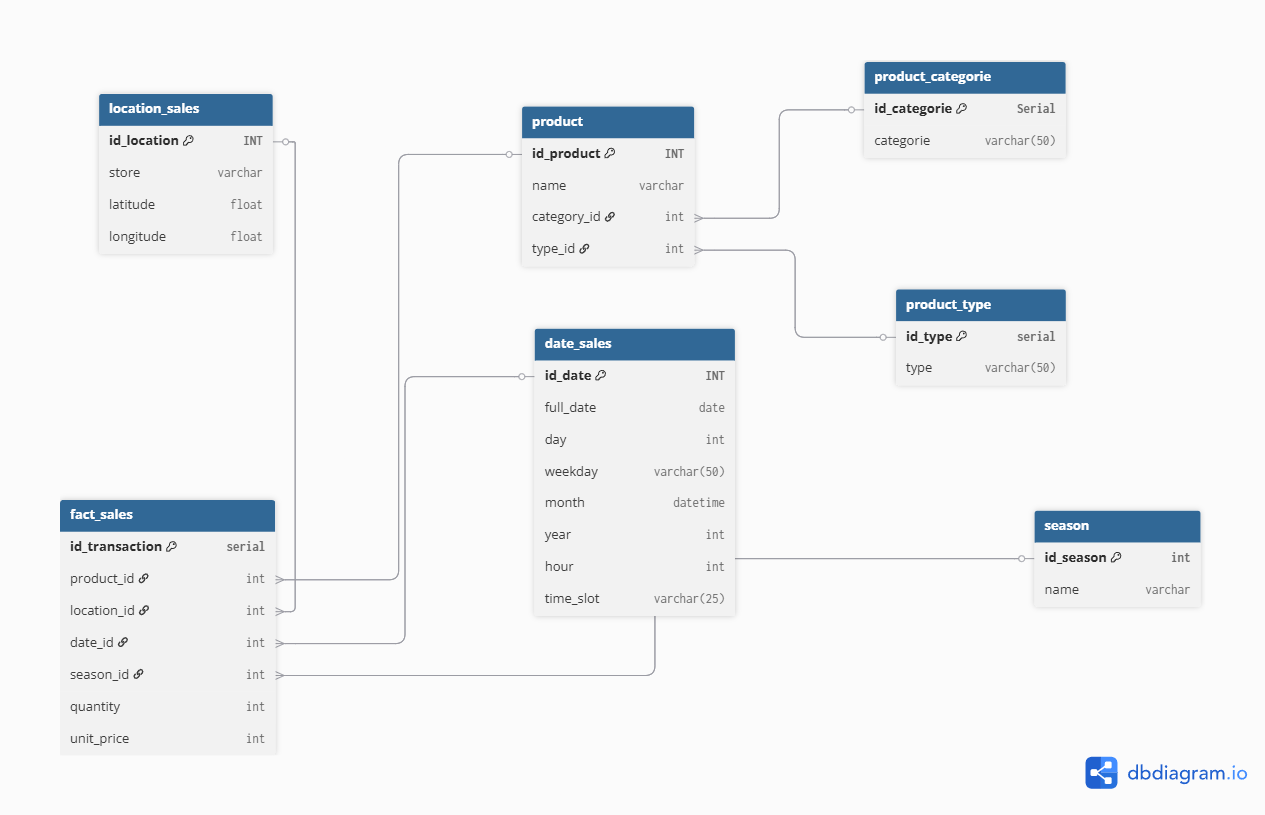 location_sales
id_location INT
store varchar
latitude float
longitude float
product
id_product INT
name varchar
category_id int
type_id int
product_categorie
id_categorie Serial
categorie varchar(50)
product_type
id_type serial
type varchar(50)
date_sales
id_date INT
full_date date
day int
weekday varchar(50)
month datetime
year int
hour int
time_slot varchar(25)
fact_sales
id_transaction serial
product_id int
location_id int
date_id int
season_id int
quantity int
unit_price int
season
id_season int
name varchar
dbdiagram.io